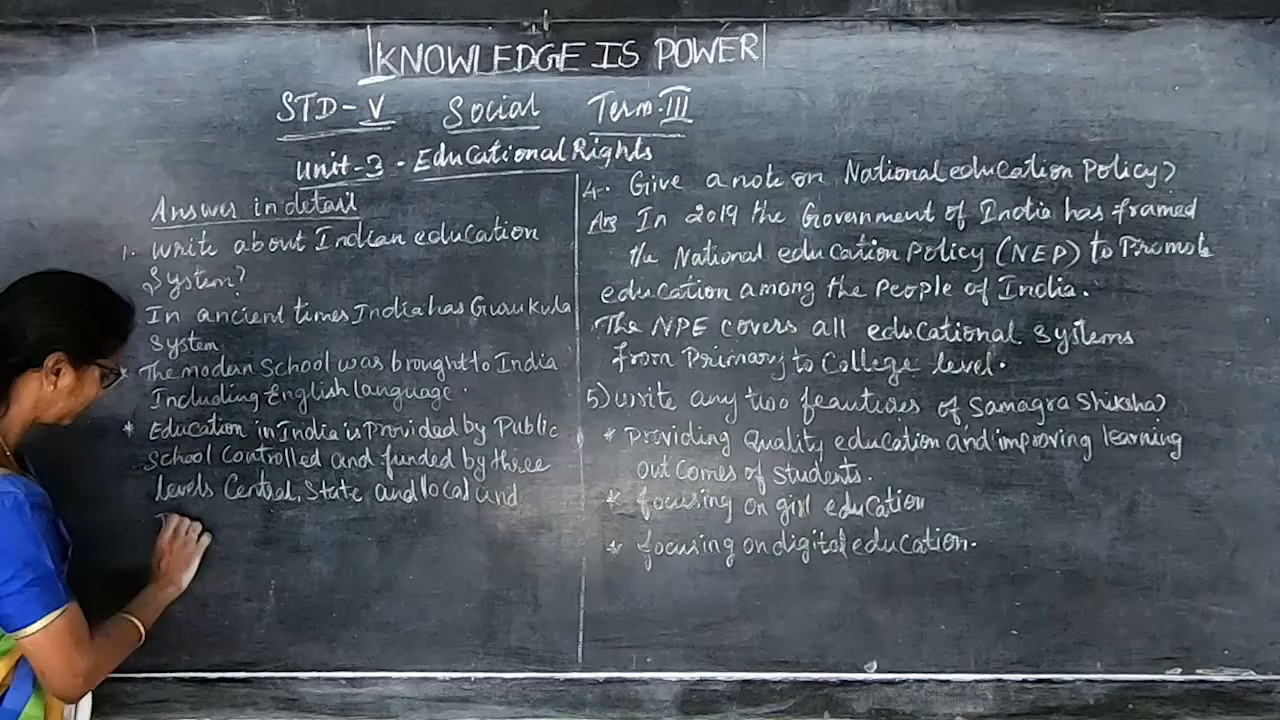 KNOWLEDGE IS POWER
STD-V Social Term-III
Unit-3 - Educational Rights
Answer in detail
1. Write about Indian education
System?
In ancient times India has Gurukula
System
* The modern School was brought to India
Including English language.
* Education in India is Provided by Public
School Controlled and funded by three
levels Central, State and local and
4. Give a note on National education Policy?
Ans In 2019 the Government of India has framed
the National education Policy (NEP) to Promote
education among the People of India.
The NPE covers all educational systems
from Primary to College level.
5) Write any two feautures of Samagra Shiksha?
* Providing Quality education and improving learning
out comes of students.
* focusing on girl education
* focusing on digital education.